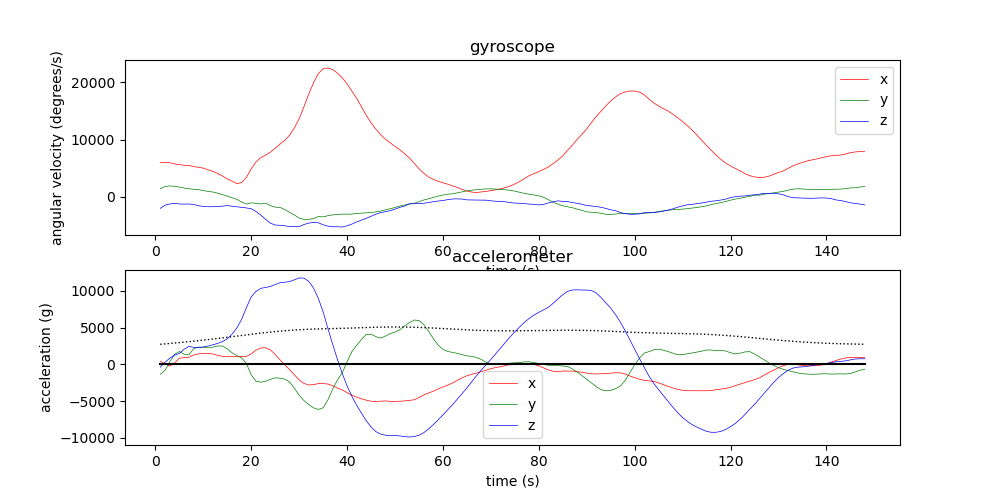 gyroscope
angular velocity (degrees/s)
20000
10000
0
x
y
z
0 20 40 60 80 100 120 140
time (s)
accelerometer
acceleration (g)
10000
5000
0
−5000
−10000
x
y
z
0 20 40 60 80 100 120 140
time (s)